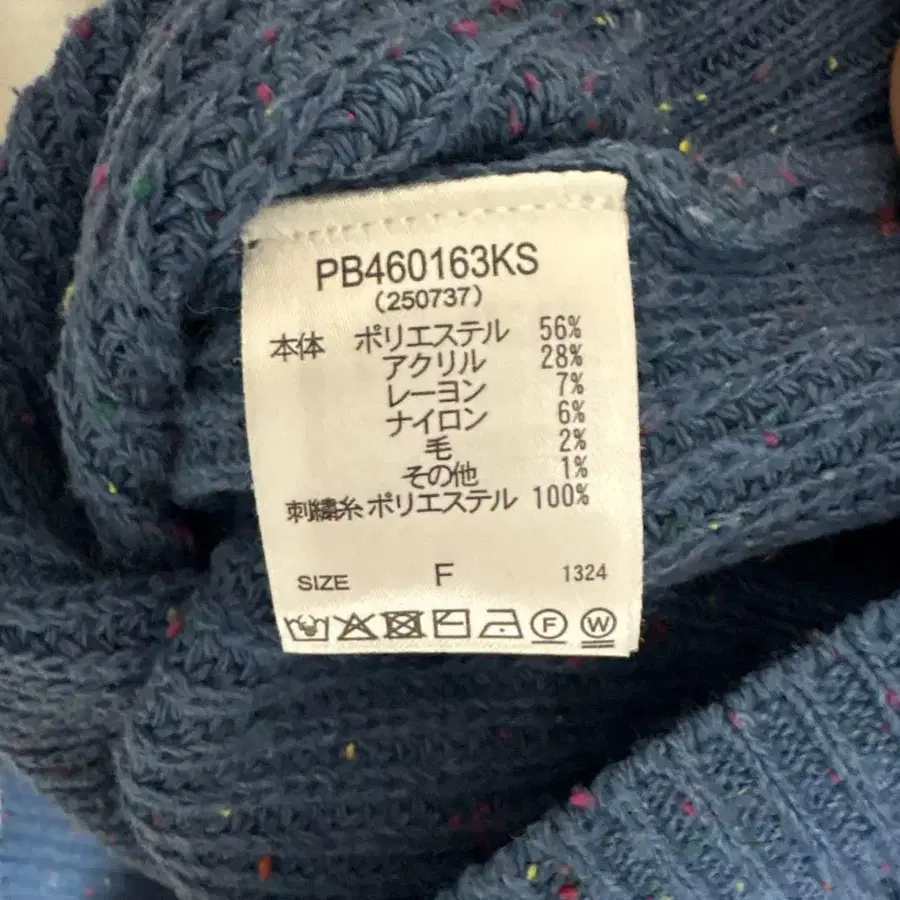 PB460163KS
(250737)
本体 ポリエステル 56%
アクリル 28%
レーヨン 7%
ナイロン 6%
毛 2%
その他 1%
刺繍糸 ポリエステル 100%
SIZE F 1324
F W